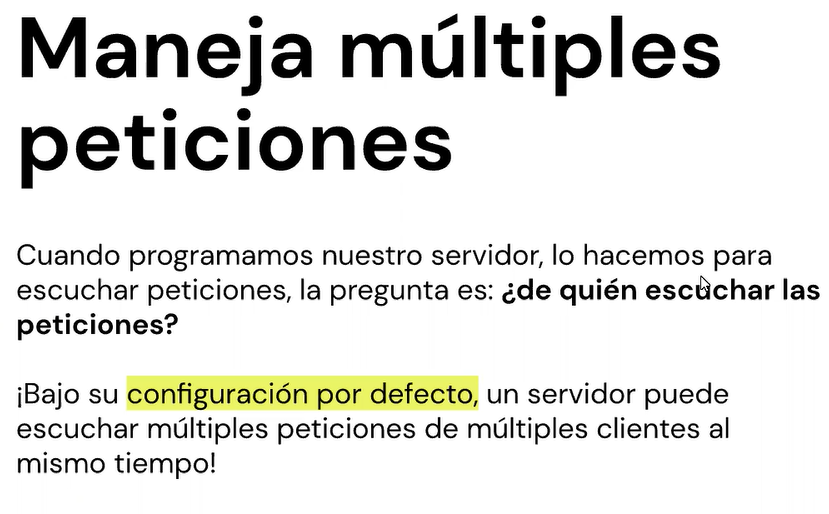 Maneja múltiples
peticiones
Cuando programamos nuestro servidor, lo hacemos para
escuchar peticiones, la pregunta es: ¿de quién escuchar las
peticiones?
¡Bajo su configuración por defecto, un servidor puede
escuchar múltiples peticiones de múltiples clientes al
mismo tiempo!